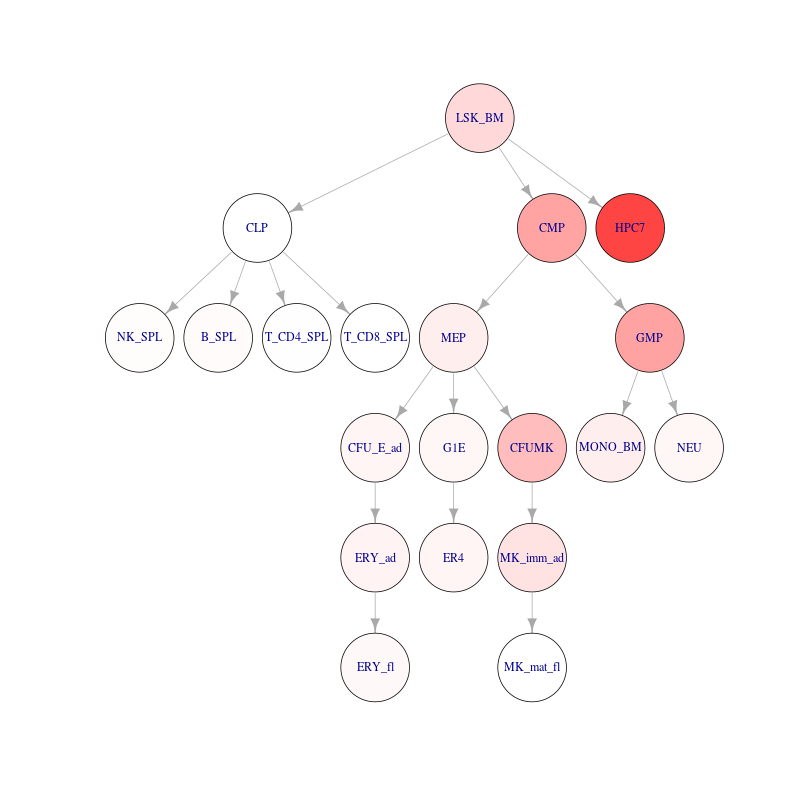 LSK_BM
CLP
CMP
HPC7
NK_SPL
B_SPL
T_CD4_SPL
T_CD8_SPL
MEP
GMP
CFU_E_ad
G1E
CFUMK
MONO_BM
NEU
ERY_ad
ER4
MK_imm_ad
ERY_fl
MK_mat_fl